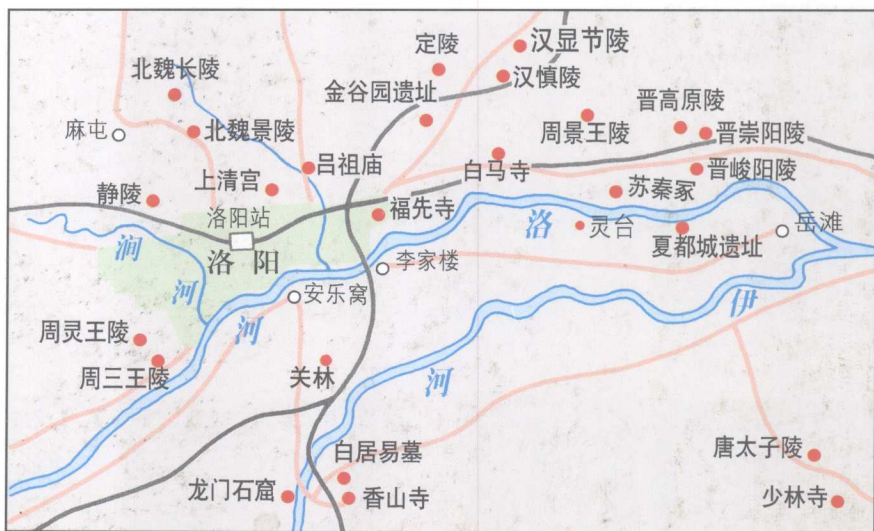 定陵
汉显节陵
北魏长陵
汉慎陵
金谷园遗址
晋高原陵
麻屯
北魏景陵
周景王陵
晋崇阳陵
吕祖庙
白马寺
晋峻阳陵
静陵
上清宫
苏秦冢
洛阳站
福先寺
洛
灵台
岳滩
涧
洛阳
李家楼
夏都城遗址
河
安乐窝
伊
河
周灵王陵
周三王陵
关林
河
白居易墓
唐太子陵
龙门石窟
香山寺
少林寺